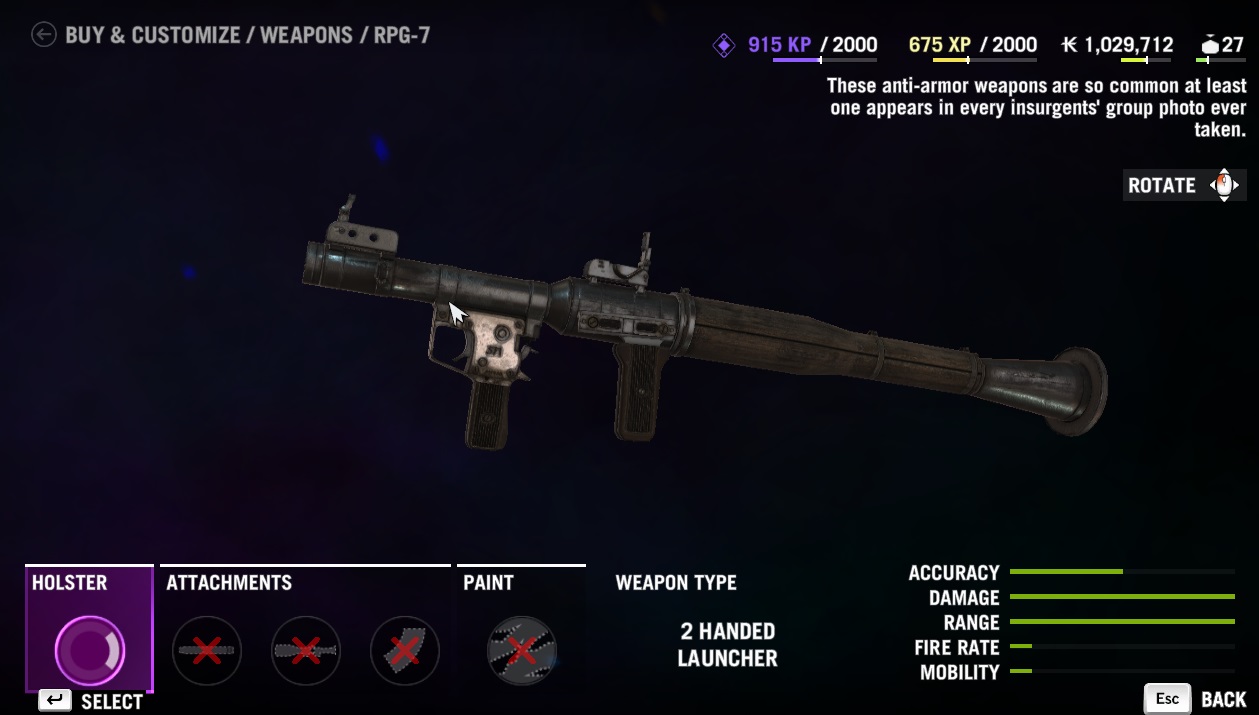 BUY & CUSTOMIZE / WEAPONS / RPG-7
915 KP / 2000
675 XP / 2000
1,029,712
27
These anti-armor weapons are so common at least
one appears in every insurgents' group photo ever
taken.
ROTATE
HOLSTER
ATTACHMENTS
PAINT
WEAPON TYPE
2 HANDED
LAUNCHER
ACCURACY
DAMAGE
RANGE
FIRE RATE
MOBILITY
SELECT
Esc
BACK